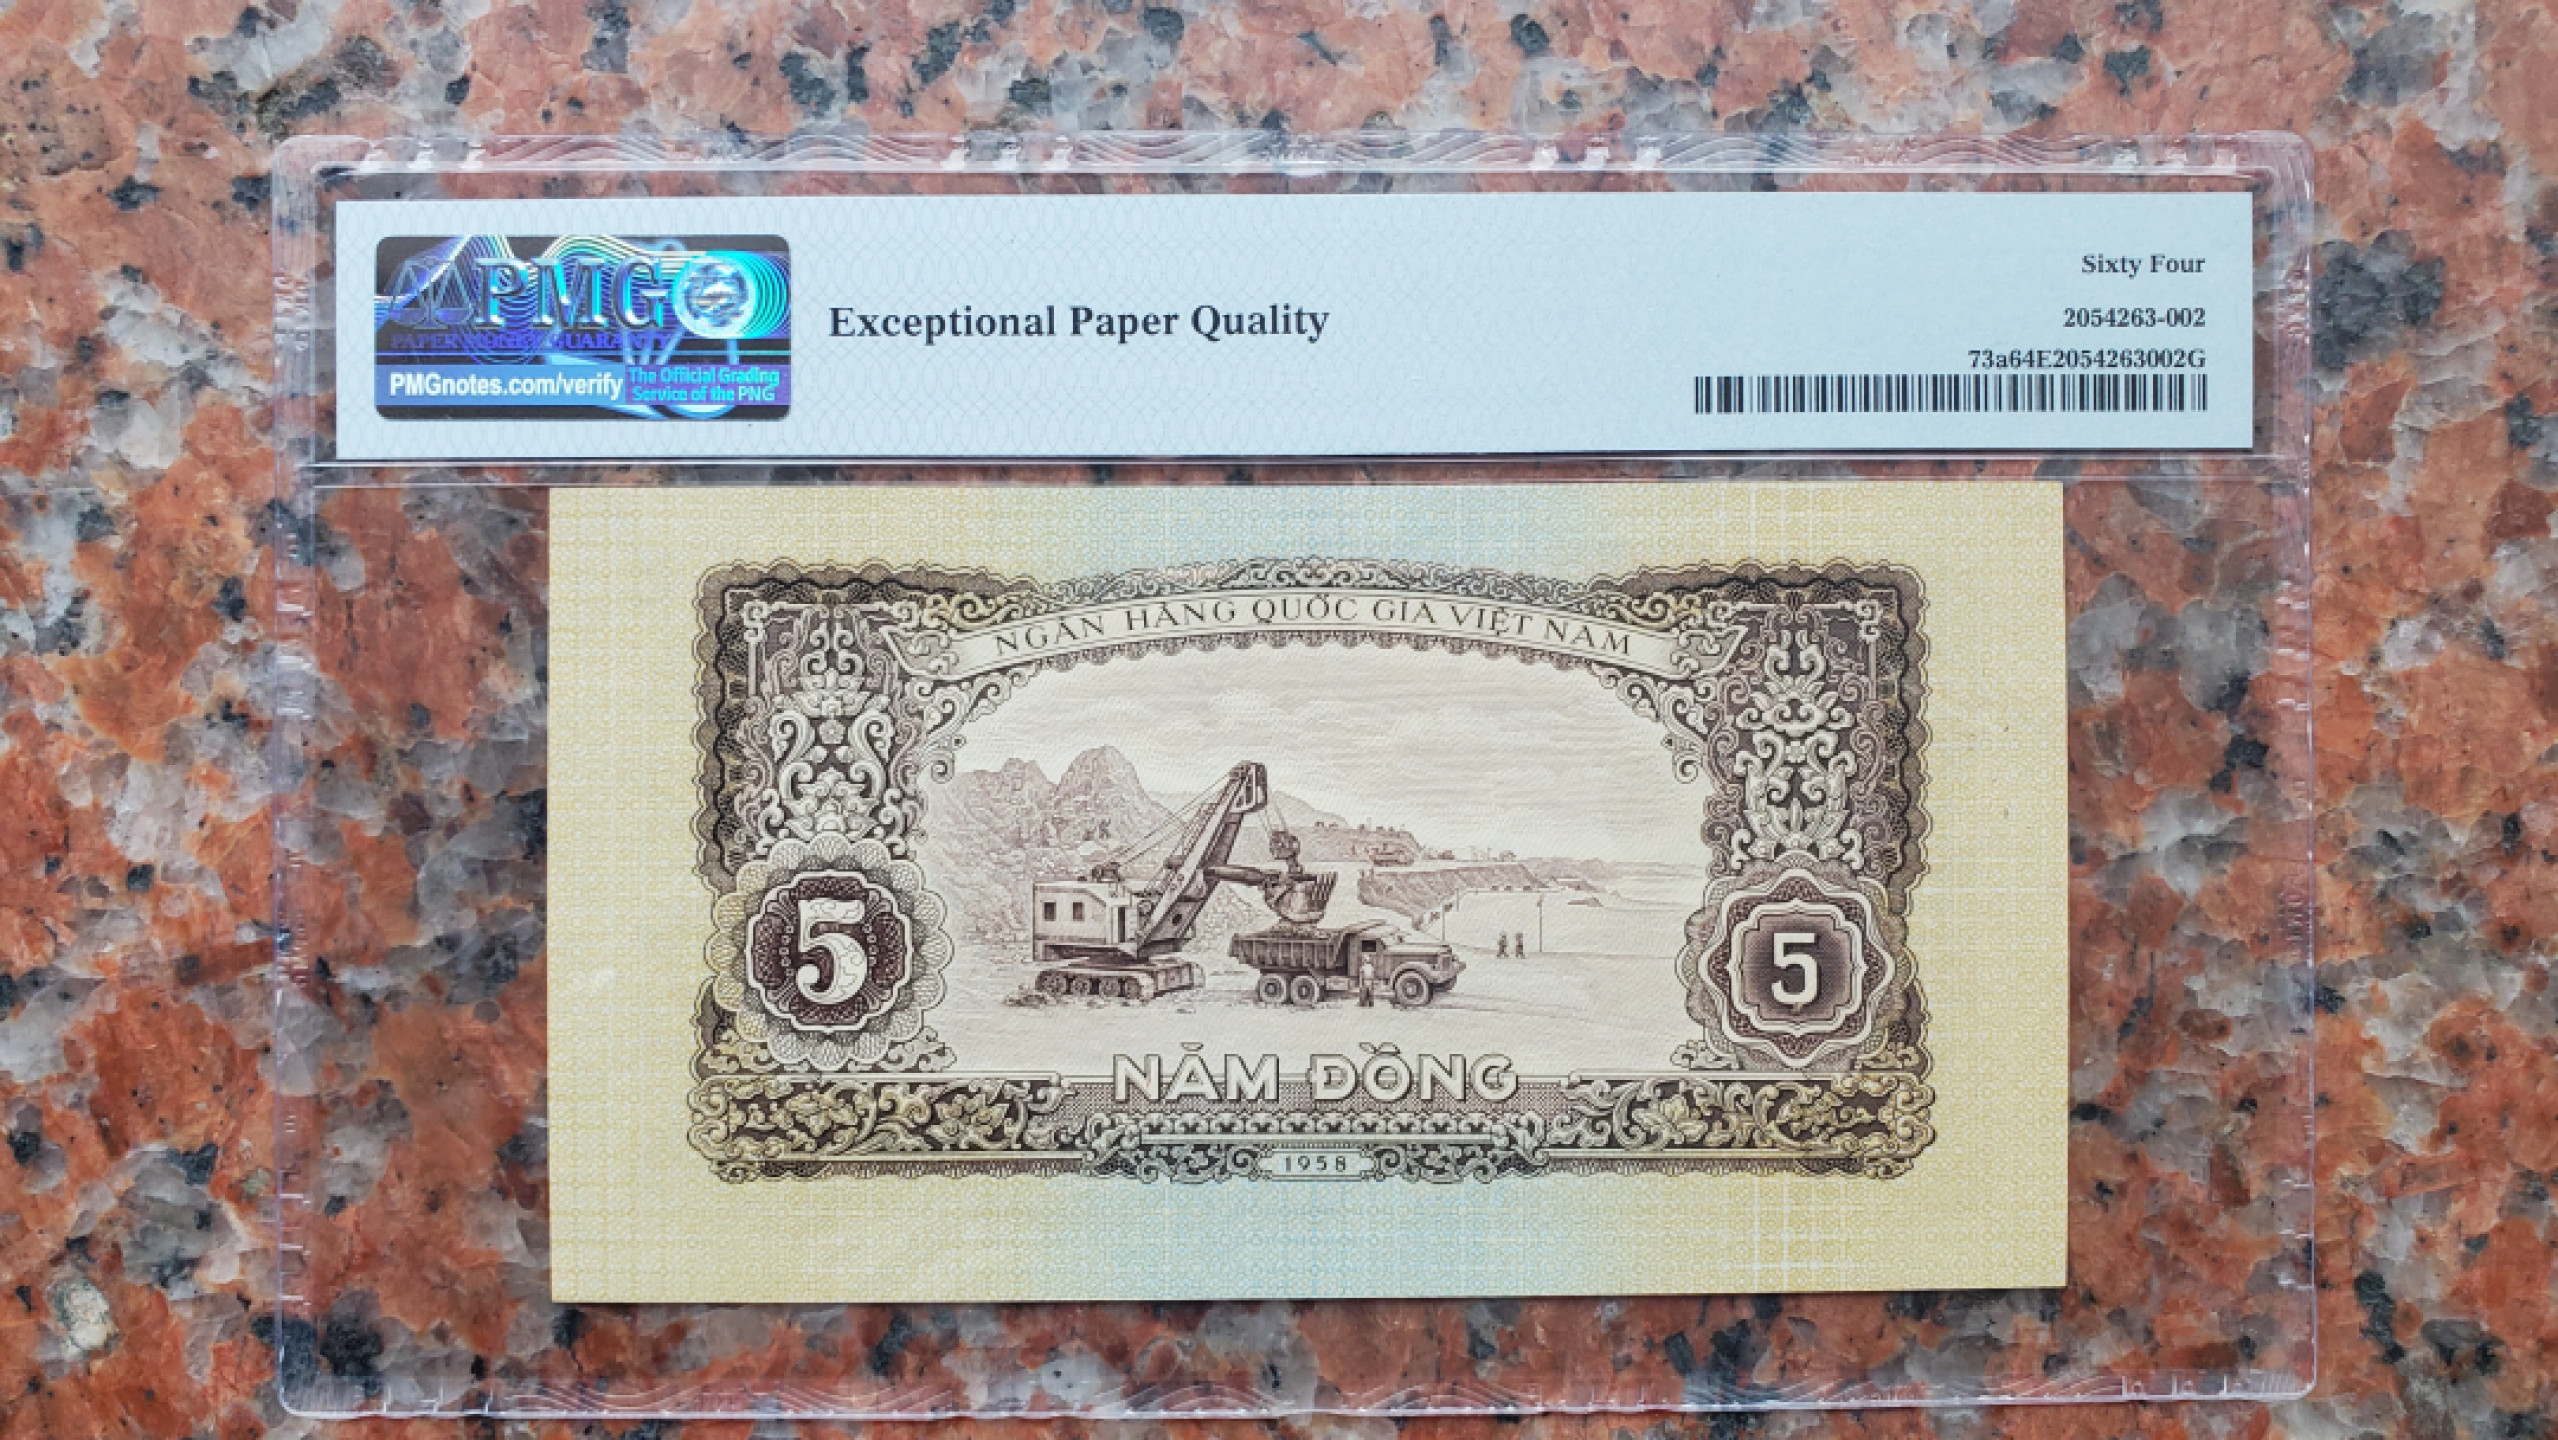 PMG
PAPER MONEY GUARANTY
PMGnotes.com/verify
The Official Grading
Service of the PNG
Exceptional Paper Quality
Sixty Four
2054263-002
73a64E2054263002G
NGÂN HÀNG QUỐC GIA VIỆT NAM
5
5
NĂM ĐỒNG
1958